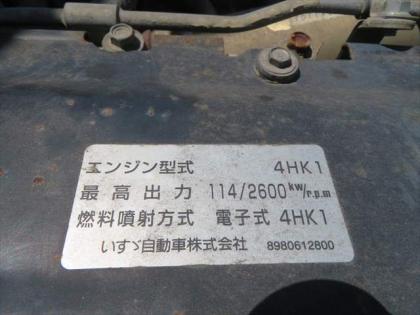 エンジン型式 4HK1
最高出力 114/2600kw/r.p.m
燃料噴射方式 電子式 4HK1
いすゞ自動車株式会社 8980612800